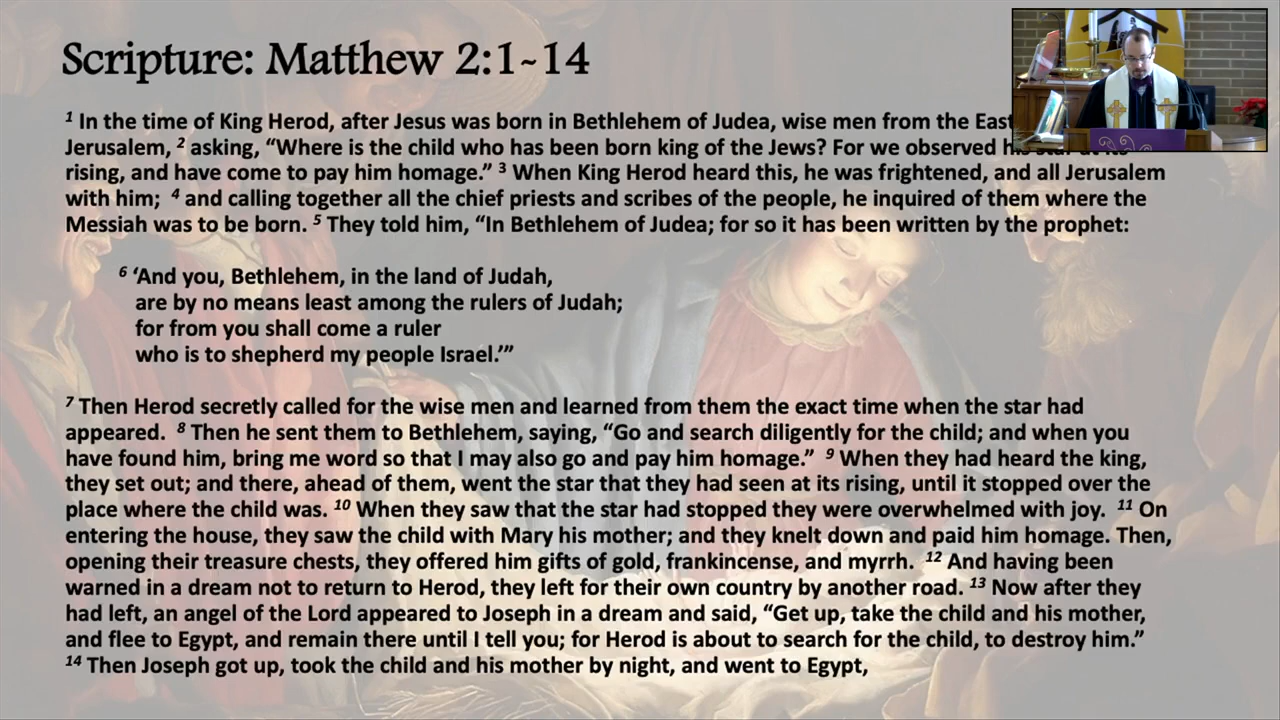 Scripture: Matthew 2:1~14
1 In the time of King Herod, after Jesus was born in Bethlehem of Judea, wise men from the East
Jerusalem, 2 asking, “Where is the child who has been born king of the Jews? For we observed
rising, and have come to pay him homage.” 3 When King Herod heard this, he was frightened, and all Jerusalem
with him; 4 and calling together all the chief priests and scribes of the people, he inquired of them where the
Messiah was to be born. 5 They told him, “In Bethlehem of Judea; for so it has been written by the prophet:
6 ‘And you, Bethlehem, in the land of Judah,
are by no means least among the rulers of Judah;
for from you shall come a ruler
who is to shepherd my people Israel.’”
7 Then Herod secretly called for the wise men and learned from them the exact time when the star had
appeared. 8 Then he sent them to Bethlehem, saying, “Go and search diligently for the child; and when you
have found him, bring me word so that I may also go and pay him homage.” 9 When they had heard the king,
they set out; and there, ahead of them, went the star that they had seen at its rising, until it stopped over the
place where the child was. 10 When they saw that the star had stopped they were overwhelmed with joy. 11 On
entering the house, they saw the child with Mary his mother; and they knelt down and paid him homage. Then,
opening their treasure chests, they offered him gifts of gold, frankincense, and myrrh. 12 And having been
warned in a dream not to return to Herod, they left for their own country by another road. 13 Now after they
had left, an angel of the Lord appeared to Joseph in a dream and said, “Get up, take the child and his mother,
and flee to Egypt, and remain there until I tell you; for Herod is about to search for the child, to destroy him.”
14 Then Joseph got up, took the child and his mother by night, and went to Egypt,